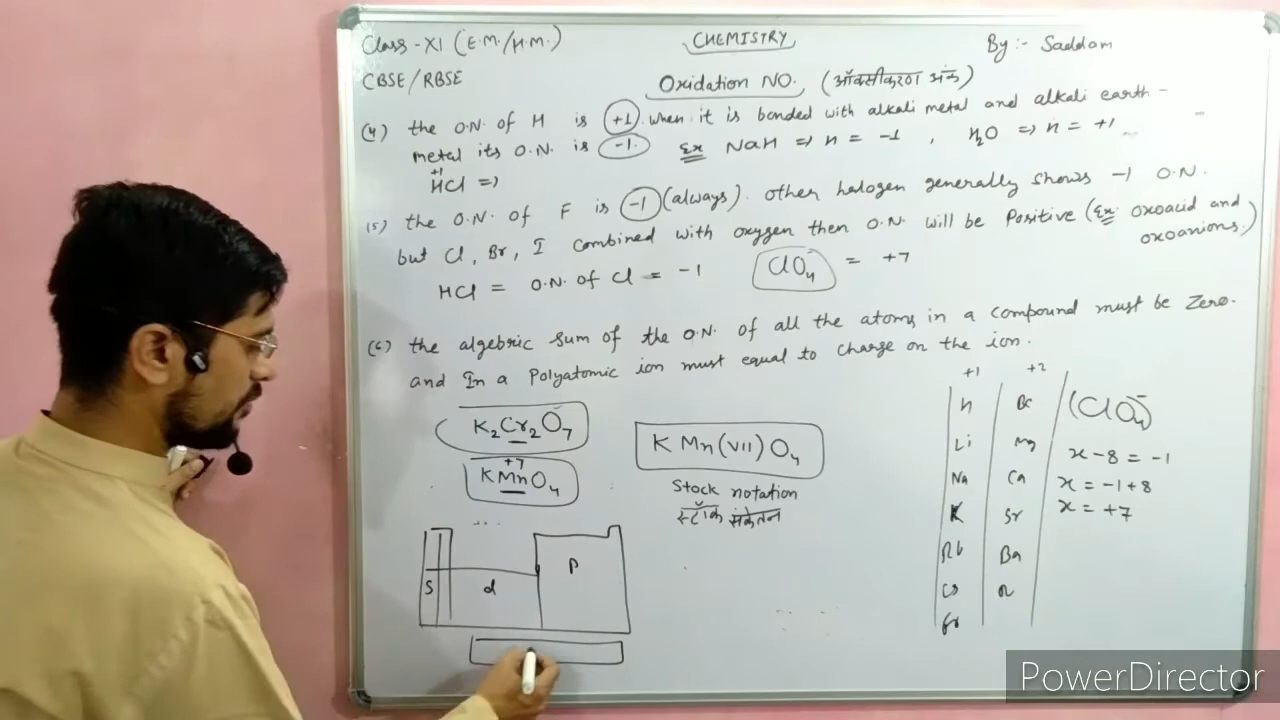 Class - XI (E.M./H.M.)
CHEMISTRY
By :- Saddam
CBSE/RBSE
Oxidation NO. (ऑक्सीकरण अंक)
(4) the O.N. of H is +1. when it is bonded with alkali metal and alkali earth -
metal its O.N. is -1. Ex NaH => H = -1 , H2O => H = +1
+1
HCl =>
(5) the O.N. of F is -1 (always). other halogen generally shows -1 O.N.
but Cl, Br, I combined with oxygen then O.N. will be Positive (Ex. oxoacid and
oxoanions.)
HCl = O.N. of Cl = -1 ClO4- = +7
(6) the algebric sum of the O.N. of all the atoms in a compound must be Zero.
and In a Polyatomic ion must equal to charge on the ion.
K2Cr2O7
+7
KMnO4
K Mn(VII) O4
Stock notation
स्टॉक संकेतन
S
d
P
+1 +2
H Be
Li Mg
Na Ca
K Sr
Rb Ba
Cs
Fr
(ClO4-)
x - 8 = -1
x = -1+8
x = +7
PowerDirector